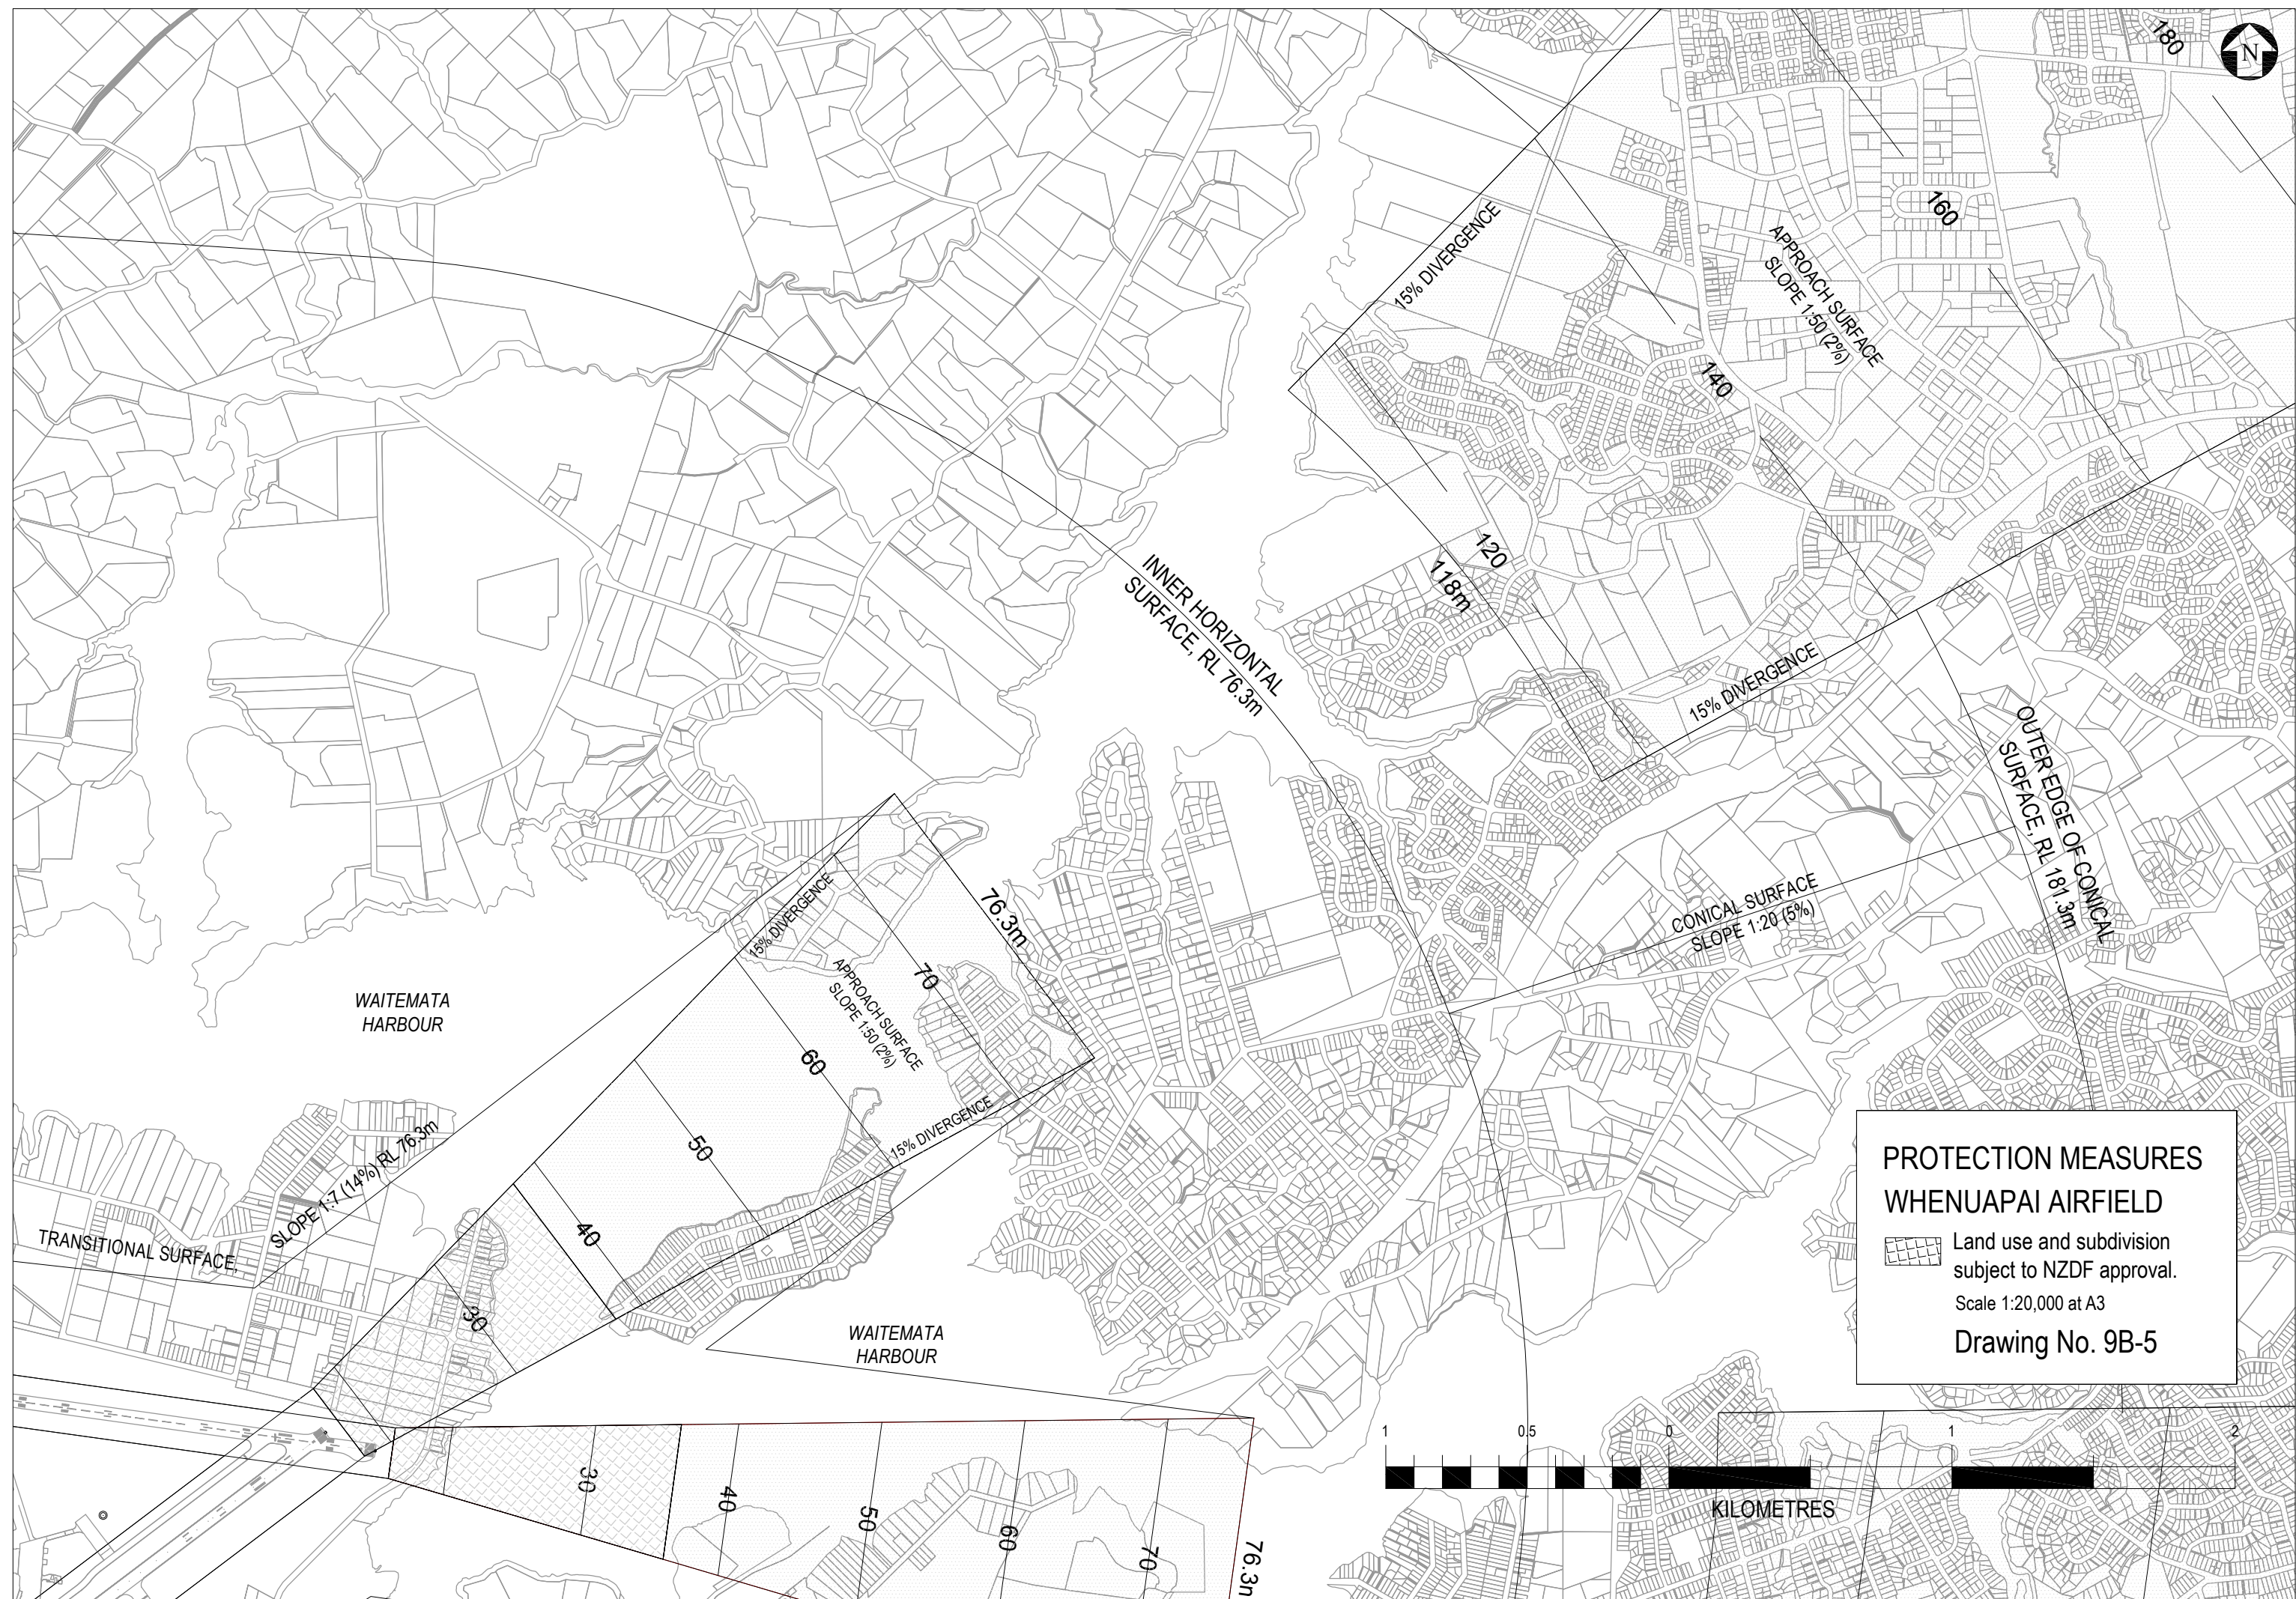 180
N
160
15% DIVERGENCE
APPROACH SURFACE
SLOPE 1:50 (2%)
140
120
118m
INNER HORIZONTAL
SURFACE, RL 76.3m
15% DIVERGENCE
OUTER EDGE OF CONICAL
SURFACE, RL 181.3m
CONICAL SURFACE
SLOPE 1:20 (5%)
76.3m
15% DIVERGENCE
70
APPROACH SURFACE
SLOPE 1:50 (2%)
60
15% DIVERGENCE
50
40
30
WAITEMATA
HARBOUR
SLOPE 1:7 (14%) RL 76.3m
TRANSITIONAL SURFACE,
WAITEMATA
HARBOUR
PROTECTION MEASURES
WHENUAPAI AIRFIELD
Land use and subdivision
subject to NZDF approval.
Scale 1:20,000 at A3
Drawing No. 9B-5
1 0.5 0 1 2
KILOMETRES
30
40
50
60
70
76.3n